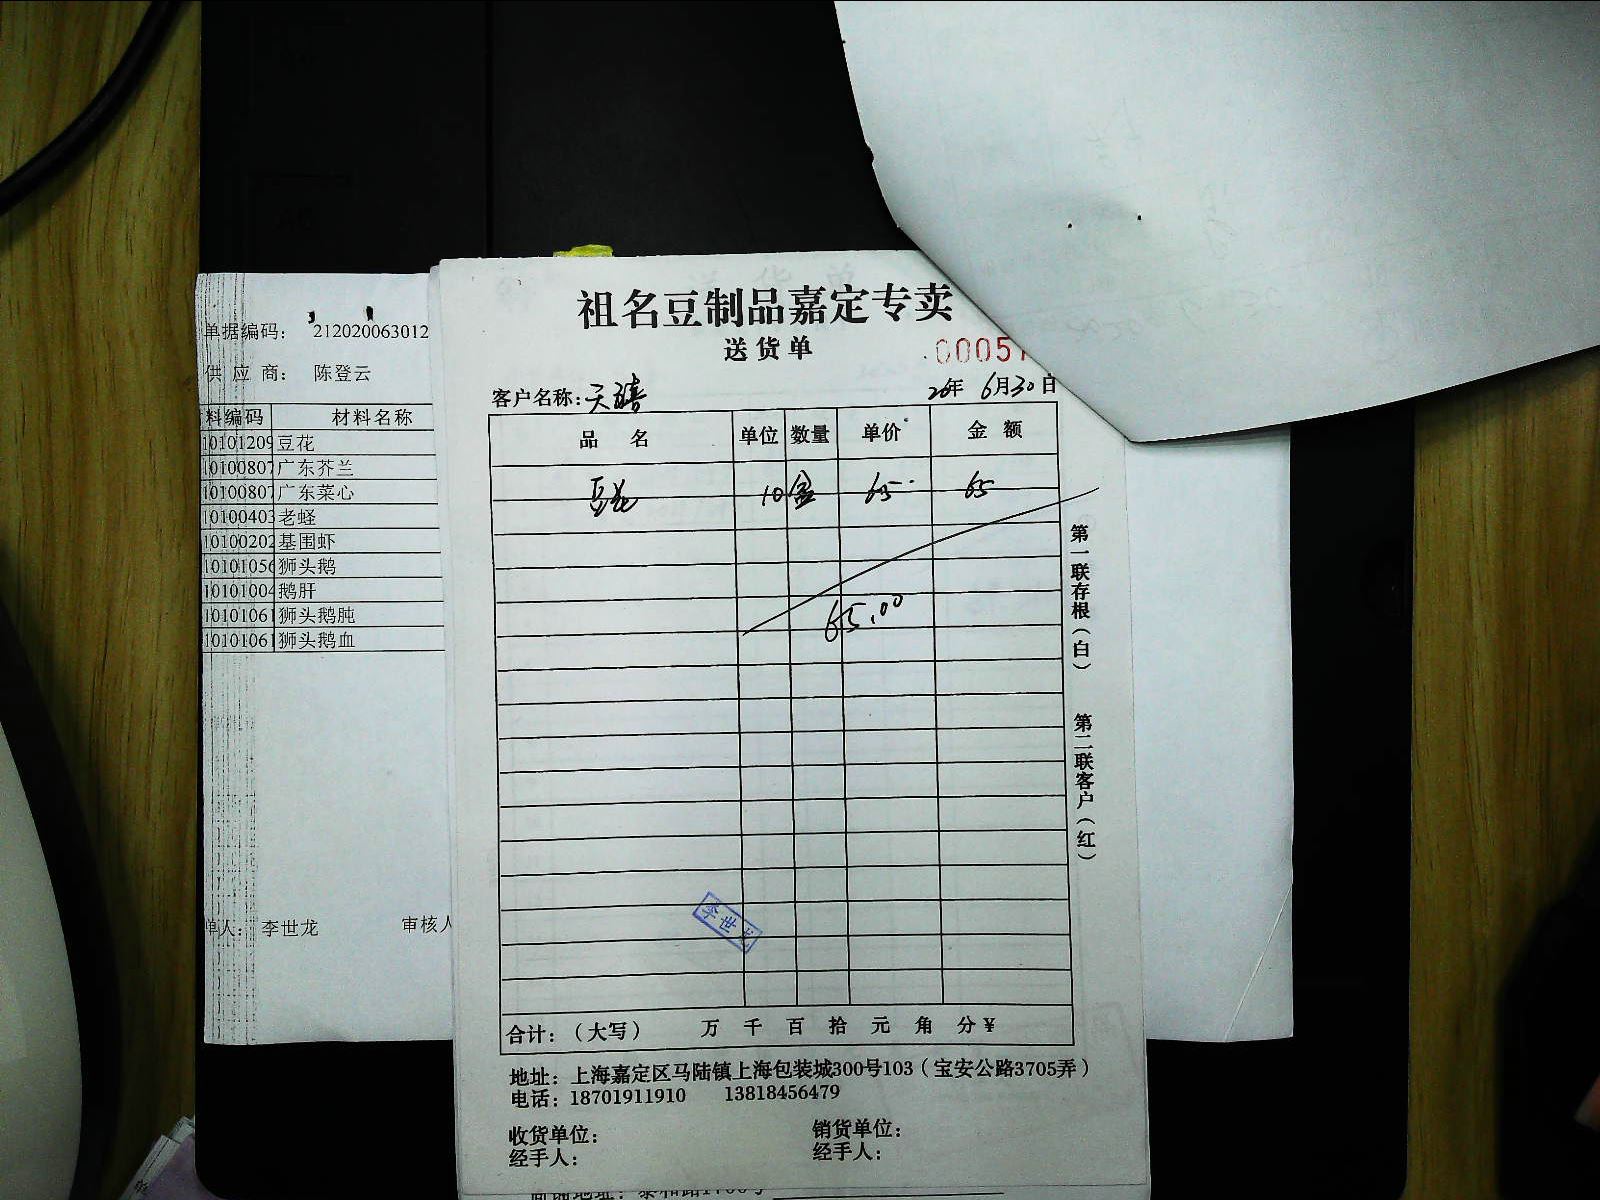 祖名豆制品嘉定专卖
送货单
客户名称：天禧
20年 6月30日
品 名 单位 数量 单价 金 额
豆花 10 盒 65 65
65.00
第一联存根（白）
第二联客户（红）
李世龙
合计：（大写） 万 千 百 拾 元 角 分¥
地址：上海嘉定区马陆镇上海包装城300号103（宝安公路3705弄）
电话：18701911910 13818456479
收货单位： 销货单位：
经手人： 经手人：
单据编码： 212020063012
供 应 商： 陈登云
料编码 材料名称
10101209 豆花
10100807 广东芥兰
10100807 广东菜心
10100403 老蛏
10100202 基围虾
10101056 狮头鹅
10101004 鹅肝
10101061 狮头鹅肫
10101061 狮头鹅血
单人： 李世龙 审核人